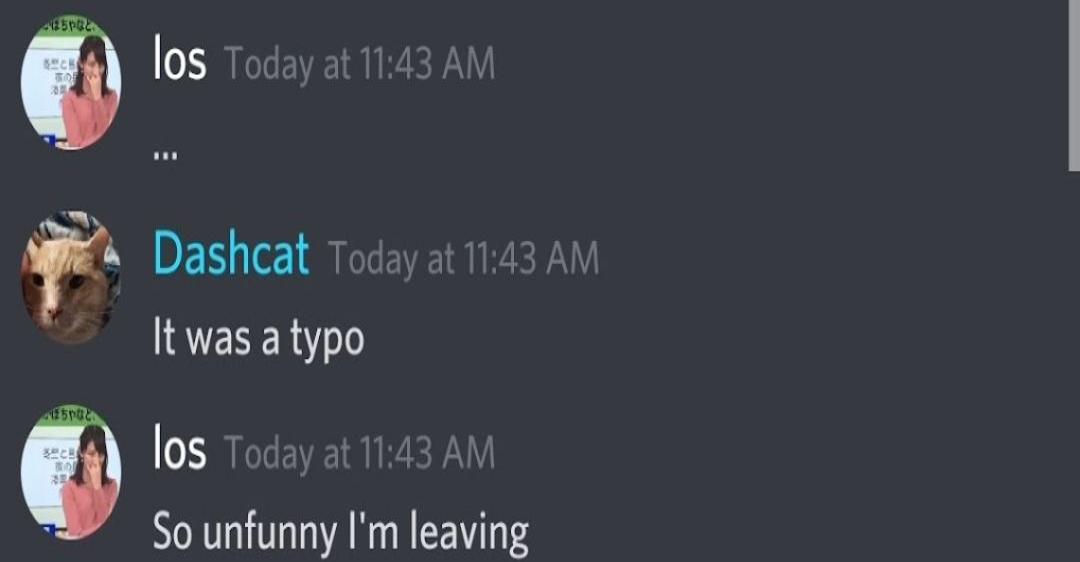 los Today at 11:43 AM
...
Dashcat Today at 11:43 AM
It was a typo
los Today at 11:43 AM
So unfunny I'm leaving